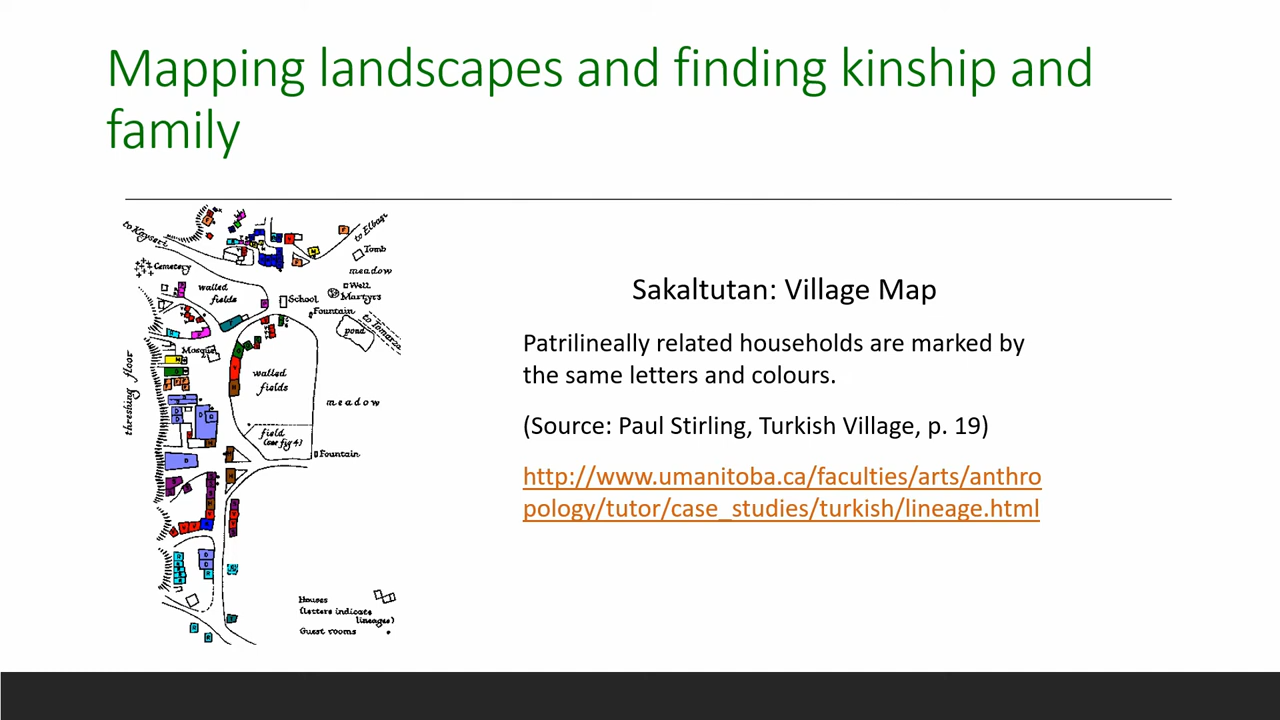 Mapping landscapes and finding kinship and
family
to Kayseri
to Elbaşı
Tomb
Cemetery
meadow
walled
fields
Well
School
Martyrs
Fountain
to Tomarza
pond
Mosque
threshing floor
walled
fields
meadow
field
(see fig 4)
Fountain
Houses
(letters indicate
lineages)
Guest rooms
Sakaltutan: Village Map
Patrilineally related households are marked by
the same letters and colours.
(Source: Paul Stirling, Turkish Village, p. 19)
http://www.umanitoba.ca/faculties/arts/anthro
pology/tutor/case_studies/turkish/lineage.html